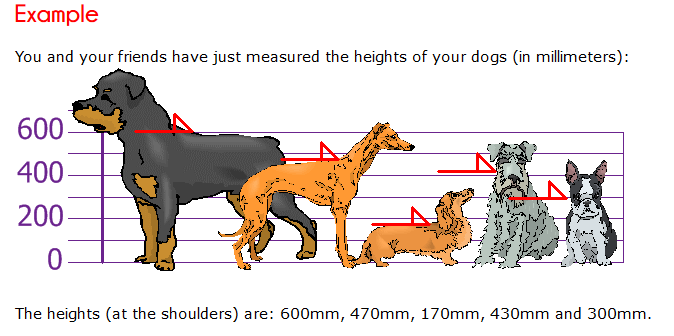 Example
You and your friends have just measured the heights of your dogs (in millimeters):
600
400
200
0
The heights (at the shoulders) are: 600mm, 470mm, 170mm, 430mm and 300mm.